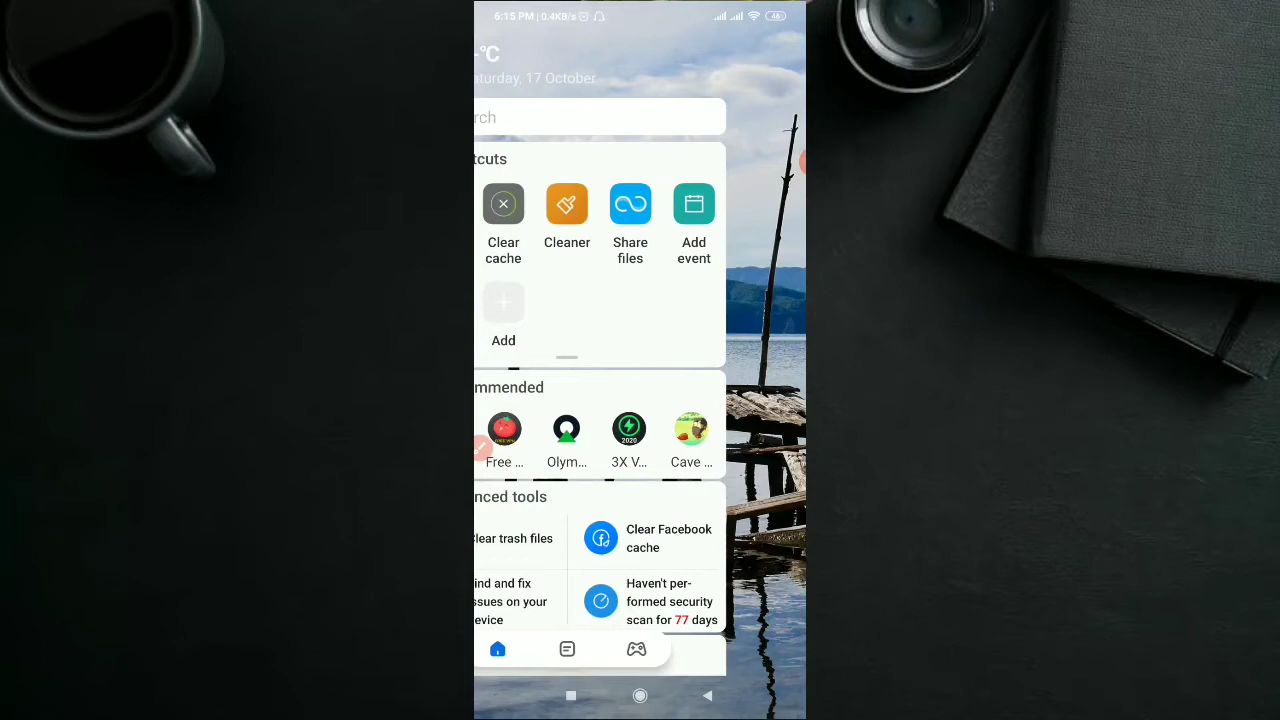 6:15 PM | 0.4KB/s
46
-°C
aturday, 17 October
rch
tcuts
Clear cache
Cleaner
Share files
Add event
Add
mmended
Free ...
Olym...
3X V...
Cave ...
nced tools
lear trash files
Clear Facebook
cache
ind and fix
ssues on your
evice
Haven't per-
formed security
scan for 77 days